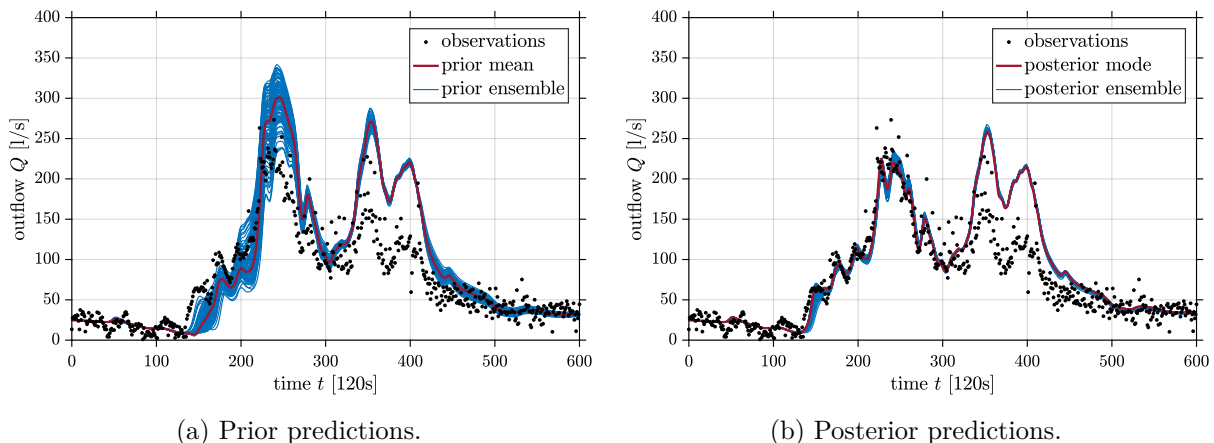 400
350
300
250
200
150
100
50
0
outflow Q [l/s]
0 100 200 300 400 500 600
time t [120s]
observations
prior mean
prior ensemble
(a) Prior predictions.
400
350
300
250
200
150
100
50
0
outflow Q [l/s]
0 100 200 300 400 500 600
time t [120s]
observations
posterior mode
posterior ensemble
(b) Posterior predictions.